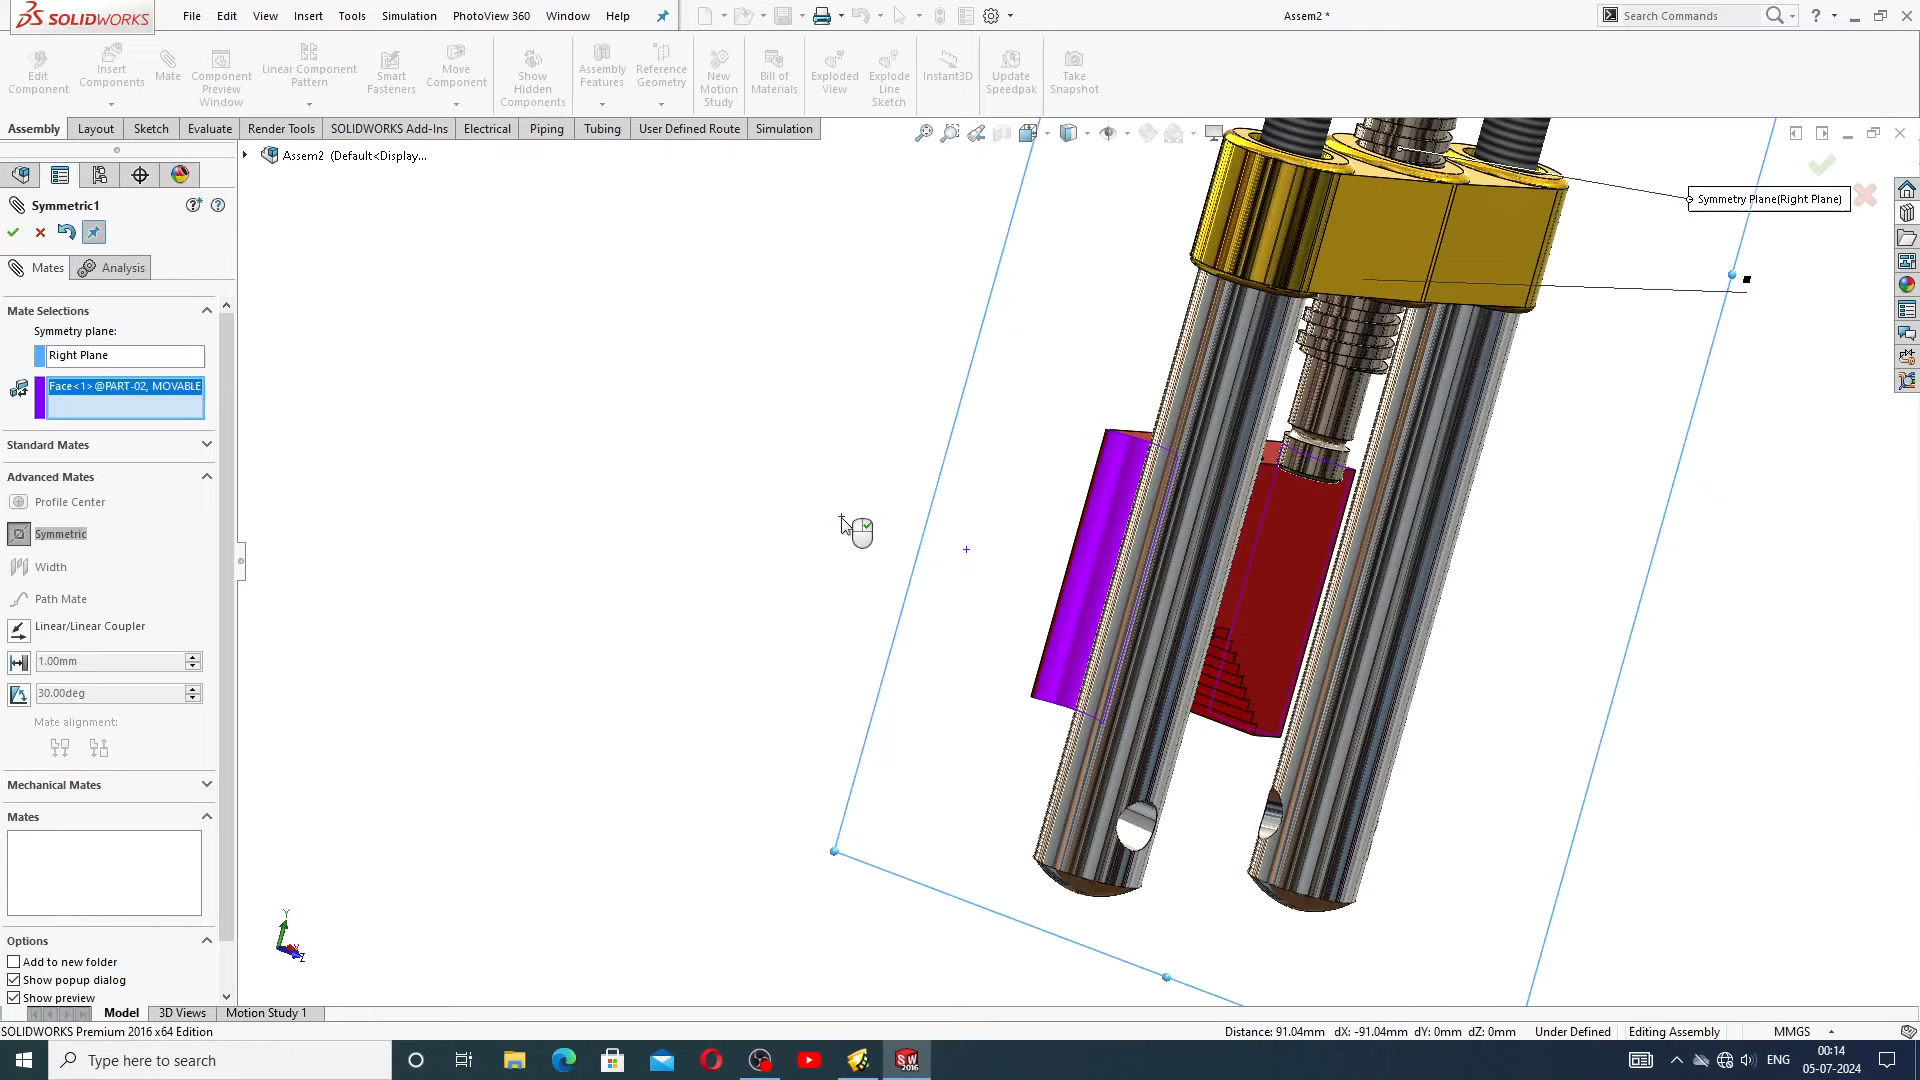 SOLIDWORKS
File Edit View Insert Tools Simulation PhotoView 360 Window Help
Assem2 *
Search Commands
Edit Component
Insert Components
Mate
Component Preview Window
Linear Component Pattern
Smart Fasteners
Move Component
Show Hidden Components
Assembly Features
Reference Geometry
New Motion Study
Bill of Materials
Exploded View
Explode Line Sketch
Instant3D
Update Speedpak
Take Snapshot
Assembly Layout Sketch Evaluate Render Tools SOLIDWORKS Add-Ins Electrical Piping Tubing User Defined Route Simulation
Assem2 (Default<Display...
Symmetric1
Mates Analysis
Mate Selections
Symmetry plane:
Right Plane
Face<1>@PART-02, MOVABLE
Standard Mates
Advanced Mates
Profile Center
Symmetric
Width
Path Mate
Linear/Linear Coupler
1.00mm
30.00deg
Mate alignment:
Mechanical Mates
Mates
Options
Add to new folder
Show popup dialog
Show preview
Symmetry Plane(Right Plane)
Y
Z
Model 3D Views Motion Study 1
SOLIDWORKS Premium 2016 x64 Edition
Distance: 91.04mm dX: -91.04mm dY: 0mm dZ: 0mm Under Defined Editing Assembly MMGS
Type here to search
SW
2016
ENG
00:14
05-07-2024